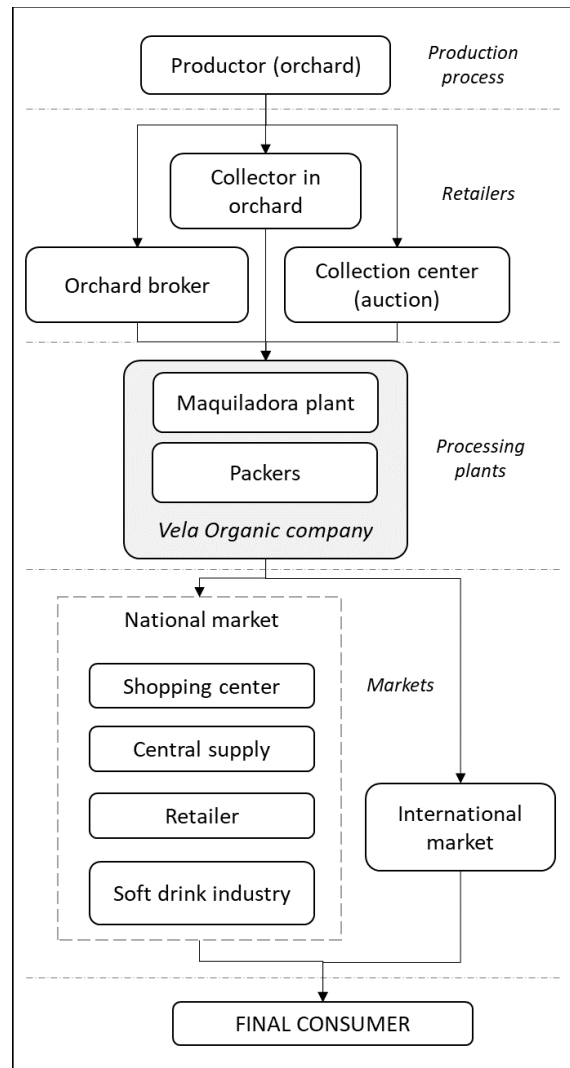 Productor (orchard)
Production
process
Collector in
orchard
Retailers
Orchard broker
Collection center
(auction)
Maquiladora plant
Packers
Processing
plants
Vela Organic company
National market
Shopping center
Markets
Central supply
Retailer
International
market
Soft drink industry
FINAL CONSUMER